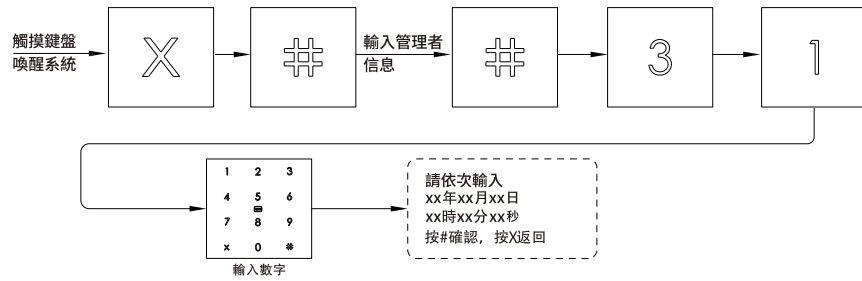 觸摸鍵盤
喚醒系統
X
#
輸入管理者
信息
#
3
1
1 2 3
4 5 6
7 8 9
x 0 #
輸入數字
請依次輸入
xx年xx月xx日
xx時xx分xx秒
按#確認，按X返回